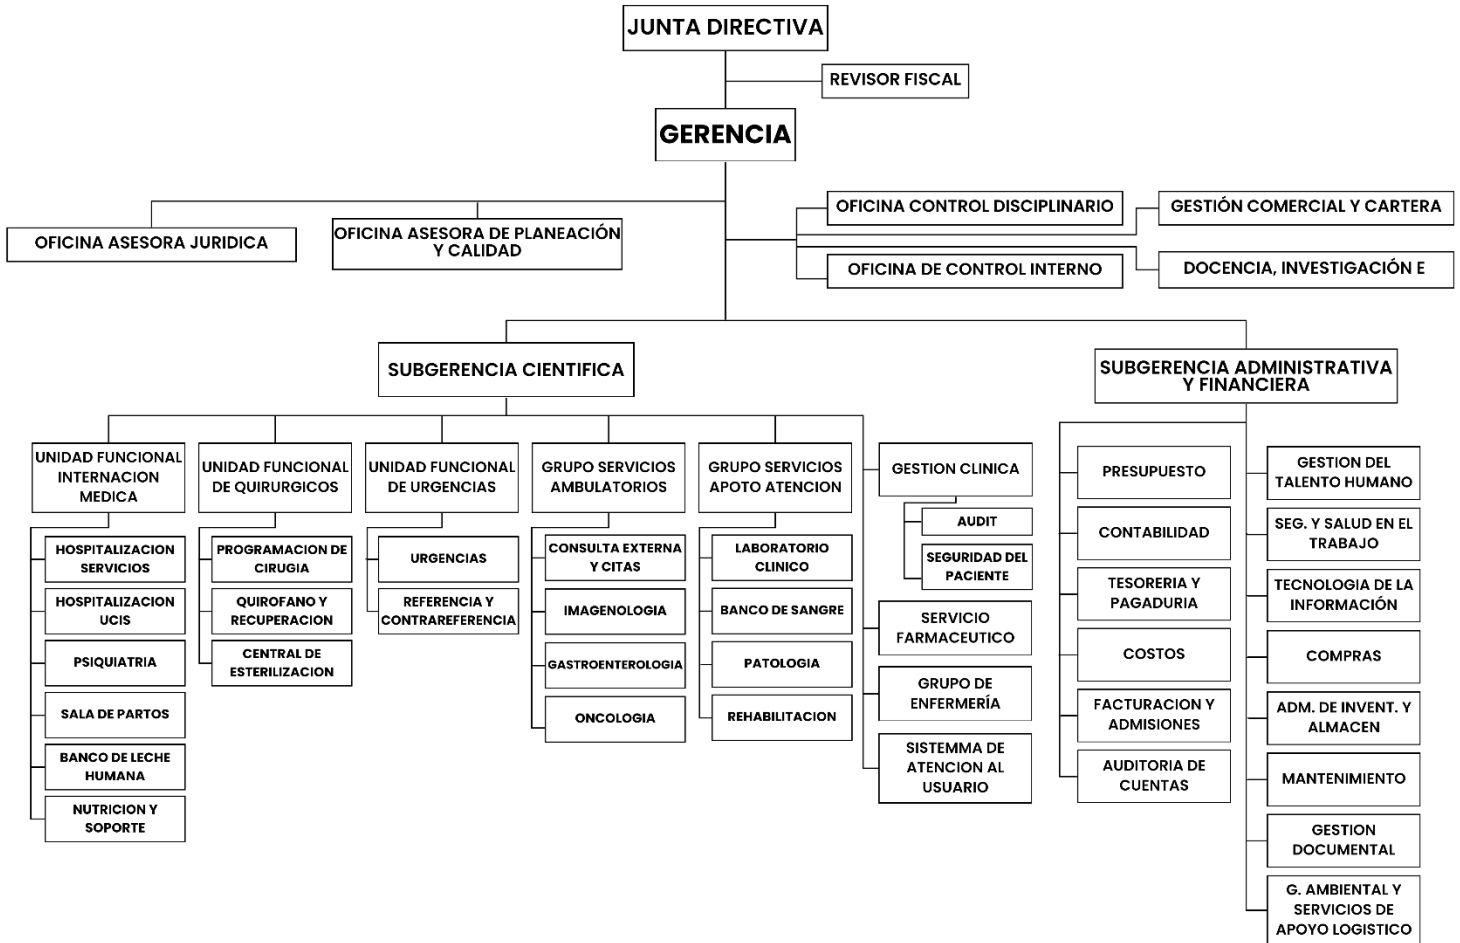 JUNTA DIRECTIVA
REVISOR FISCAL
GERENCIA
OFICINA ASESORA JURIDICA
OFICINA ASESORA DE PLANEACIÓN
Y CALIDAD
OFICINA CONTROL DISCIPLINARIO
GESTIÓN COMERCIAL Y CARTERA
OFICINA DE CONTROL INTERNO
DOCENCIA, INVESTIGACIÓN E
SUBGERENCIA CIENTIFICA
SUBGERENCIA ADMINISTRATIVA
Y FINANCIERA
UNIDAD FUNCIONAL
INTERNACION
MEDICA
HOSPITALIZACION
SERVICIOS
HOSPITALIZACION
UCIS
PSIQUIATRIA
SALA DE PARTOS
BANCO DE LECHE
HUMANA
NUTRICION Y
SOPORTE
UNIDAD FUNCIONAL
DE QUIRURGICOS
PROGRAMACION DE
CIRUGIA
QUIROFANO Y
RECUPERACION
CENTRAL DE
ESTERILIZACION
UNIDAD FUNCIONAL
DE URGENCIAS
URGENCIAS
REFERENCIA Y
CONTRAREFERENCIA
GRUPO SERVICIOS
AMBULATORIOS
CONSULTA EXTERNA
Y CITAS
IMAGENOLOGIA
GASTROENTEROLOGIA
ONCOLOGIA
GRUPO SERVICIOS
APOTO ATENCION
LABORATORIO
CLINICO
BANCO DE SANGRE
PATOLOGIA
REHABILITACION
GESTION CLINICA
AUDIT
SEGURIDAD DEL
PACIENTE
SERVICIO
FARMACEUTICO
GRUPO DE
ENFERMERÍA
SISTEMMA DE
ATENCION AL
USUARIO
PRESUPUESTO
CONTABILIDAD
TESORERIA Y
PAGADURIA
COSTOS
FACTURACION Y
ADMISIONES
AUDITORIA DE
CUENTAS
GESTION DEL
TALENTO HUMANO
SEG. Y SALUD EN EL
TRABAJO
TECNOLOGIA DE LA
INFORMACIÓN
COMPRAS
ADM. DE INVENT. Y
ALMACEN
MANTENIMIENTO
GESTION
DOCUMENTAL
G. AMBIENTAL Y
SERVICIOS DE
APOYO LOGISTICO